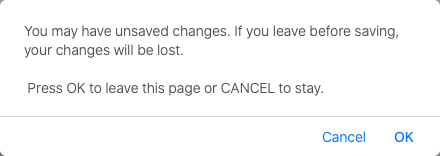 You may have unsaved changes. If you leave before saving,
your changes will be lost.
Press OK to leave this page or CANCEL to stay.
Cancel
OK